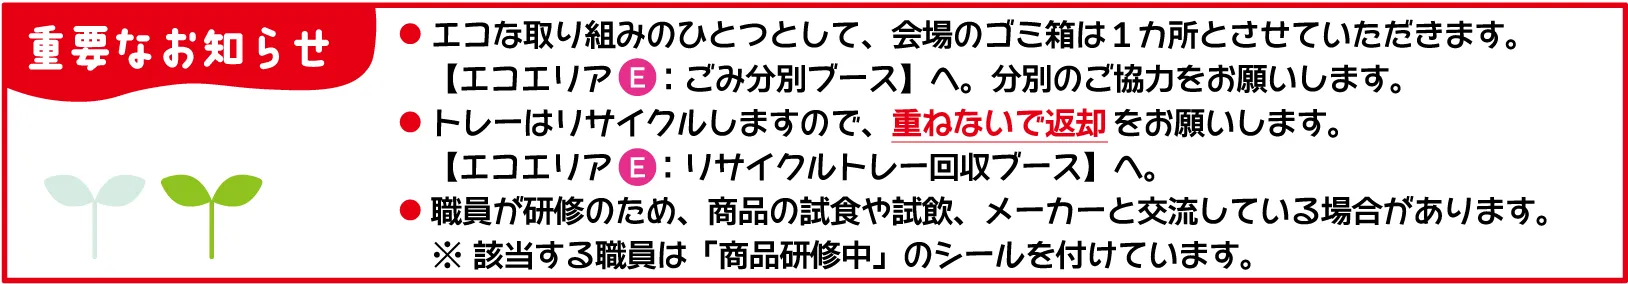 重要なお知らせ
● エコな取り組みのひとつとして、会場のゴミ箱は１カ所とさせていただきます。
【エコエリア E：ごみ分別ブース】へ。分別のご協力をお願いします。
● トレーはリサイクルしますので、重ねないで返却 をお願いします。
【エコエリア E：リサイクルトレー回収ブース】へ。
● 職員が研修のため、商品の試食や試飲、メーカーと交流している場合があります。
※ 該当する職員は「商品研修中」のシールを付けています。